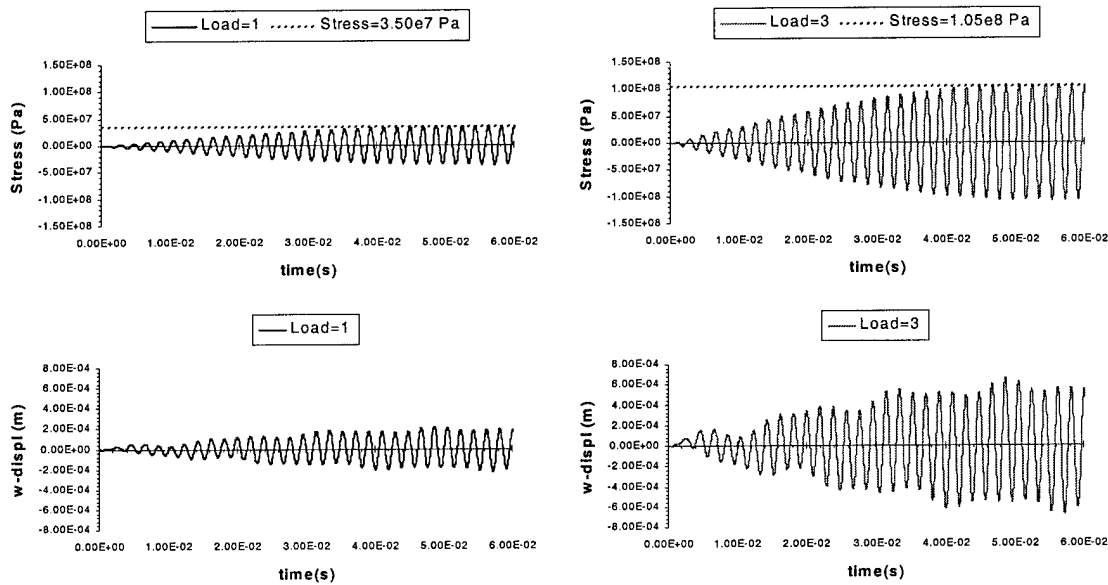 Load=1 Stress=3.50e7 Pa
Stress (Pa)
1.50E+08
1.00E+08
5.00E+07
0.00E+00
-5.00E+07
-1.00E+08
-1.50E+08
0.00E+00 1.00E-02 2.00E-02 3.00E-02 4.00E-02 5.00E-02 6.00E-02
time(s)
Load=3 Stress=1.05e8 Pa
Stress (Pa)
1.50E+08
1.00E+08
5.00E+07
0.00E+00
-5.00E+07
-1.00E+08
-1.50E+08
0.00E+00 1.00E-02 2.00E-02 3.00E-02 4.00E-02 5.00E-02 6.00E-02
time(s)
Load=1
w-displ(m)
8.00E-04
6.00E-04
4.00E-04
2.00E-04
0.00E+00
-2.00E-04
-4.00E-04
-6.00E-04
-8.00E-04
0.00E+00 1.00E-02 2.00E-02 3.00E-02 4.00E-02 5.00E-02 6.00E-02
time(s)
Load=3
w-displ(m)
8.00E-04
6.00E-04
4.00E-04
2.00E-04
0.00E+00
-2.00E-04
-4.00E-04
-6.00E-04
-8.00E-04
0.00E+00 1.00E-02 2.00E-02 3.00E-02 4.00E-02 5.00E-02 6.00E-02
time(s)